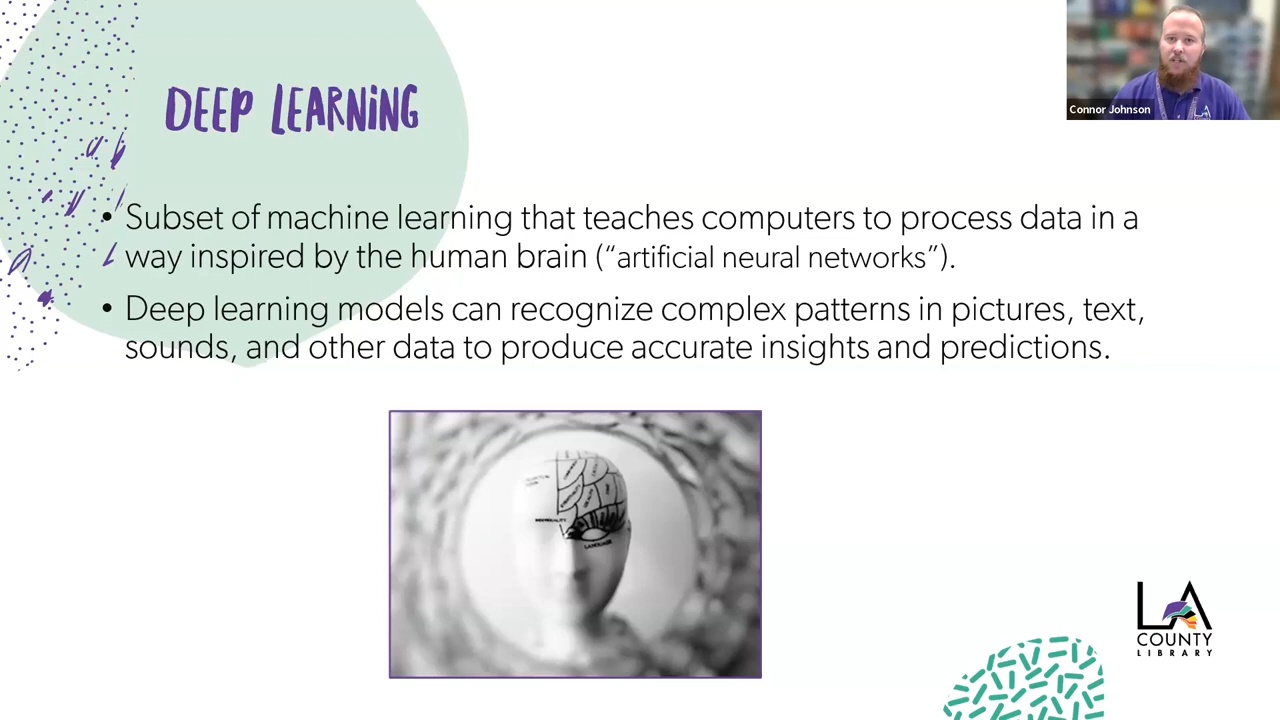 DEEP LEARNING
Connor Johnson
• Subset of machine learning that teaches computers to process data in a
way inspired by the human brain (“artificial neural networks”).
• Deep learning models can recognize complex patterns in pictures, text,
sounds, and other data to produce accurate insights and predictions.
INDIVIDUALITY
LANGUAGE
LA
COUNTY
LIBRARY